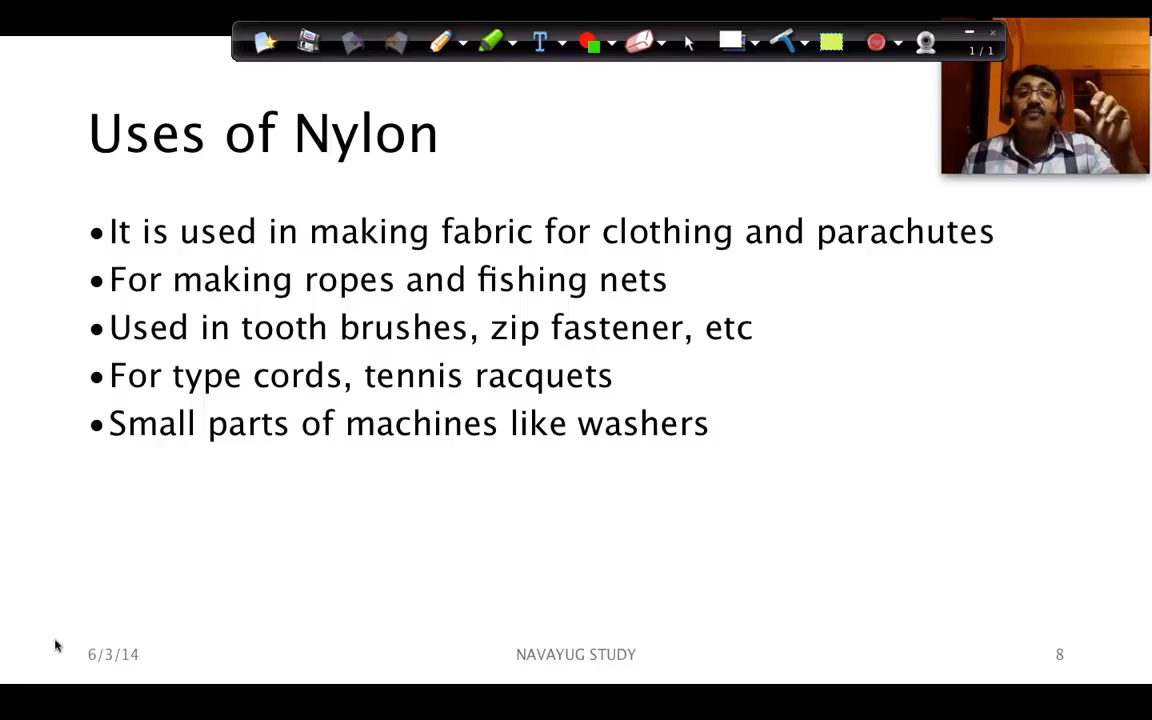 1 / 1
Uses of Nylon
•It is used in making fabric for clothing and parachutes
•For making ropes and fishing nets
•Used in tooth brushes, zip fastener, etc
•For type cords, tennis racquets
•Small parts of machines like washers
6/3/14 NAVAYUG STUDY 8